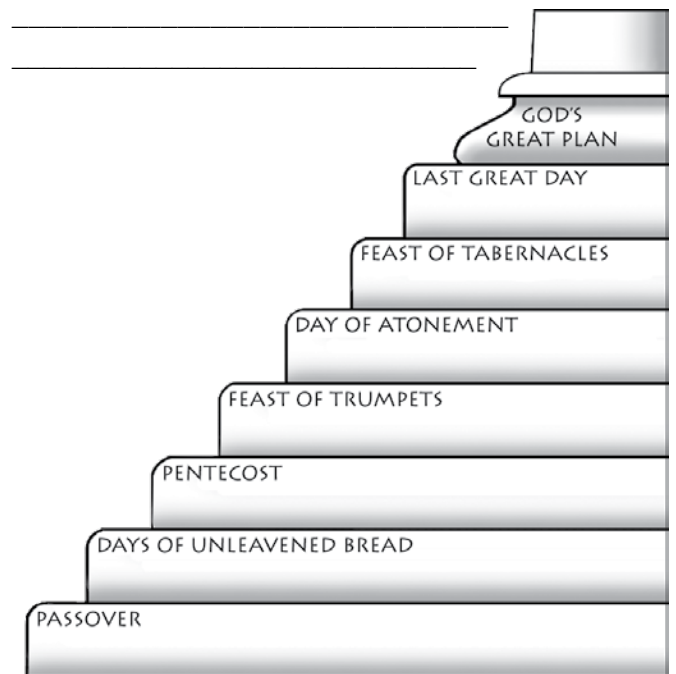 GOD'S
GREAT PLAN
LAST GREAT DAY
FEAST OF TABERNACLES
DAY OF ATONEMENT
FEAST OF TRUMPETS
PENTECOST
DAYS OF UNLEAVENED BREAD
PASSOVER